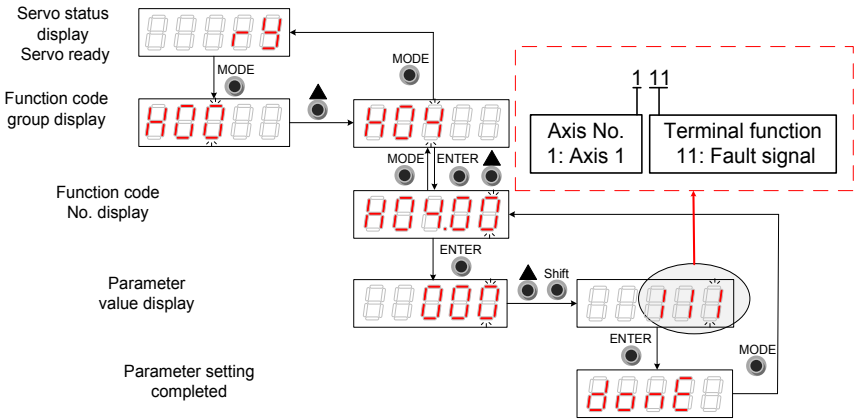 Servo status
display
Servo ready
rY
MODE
MODE
Function code
group display
H00
H04
1 11
Axis No.
1: Axis 1
Terminal function
11: Fault signal
MODE ENTER
Function code
No. display
H04.00
ENTER
Parameter
value display
000
Shift
111
ENTER
MODE
Parameter setting
completed
donE